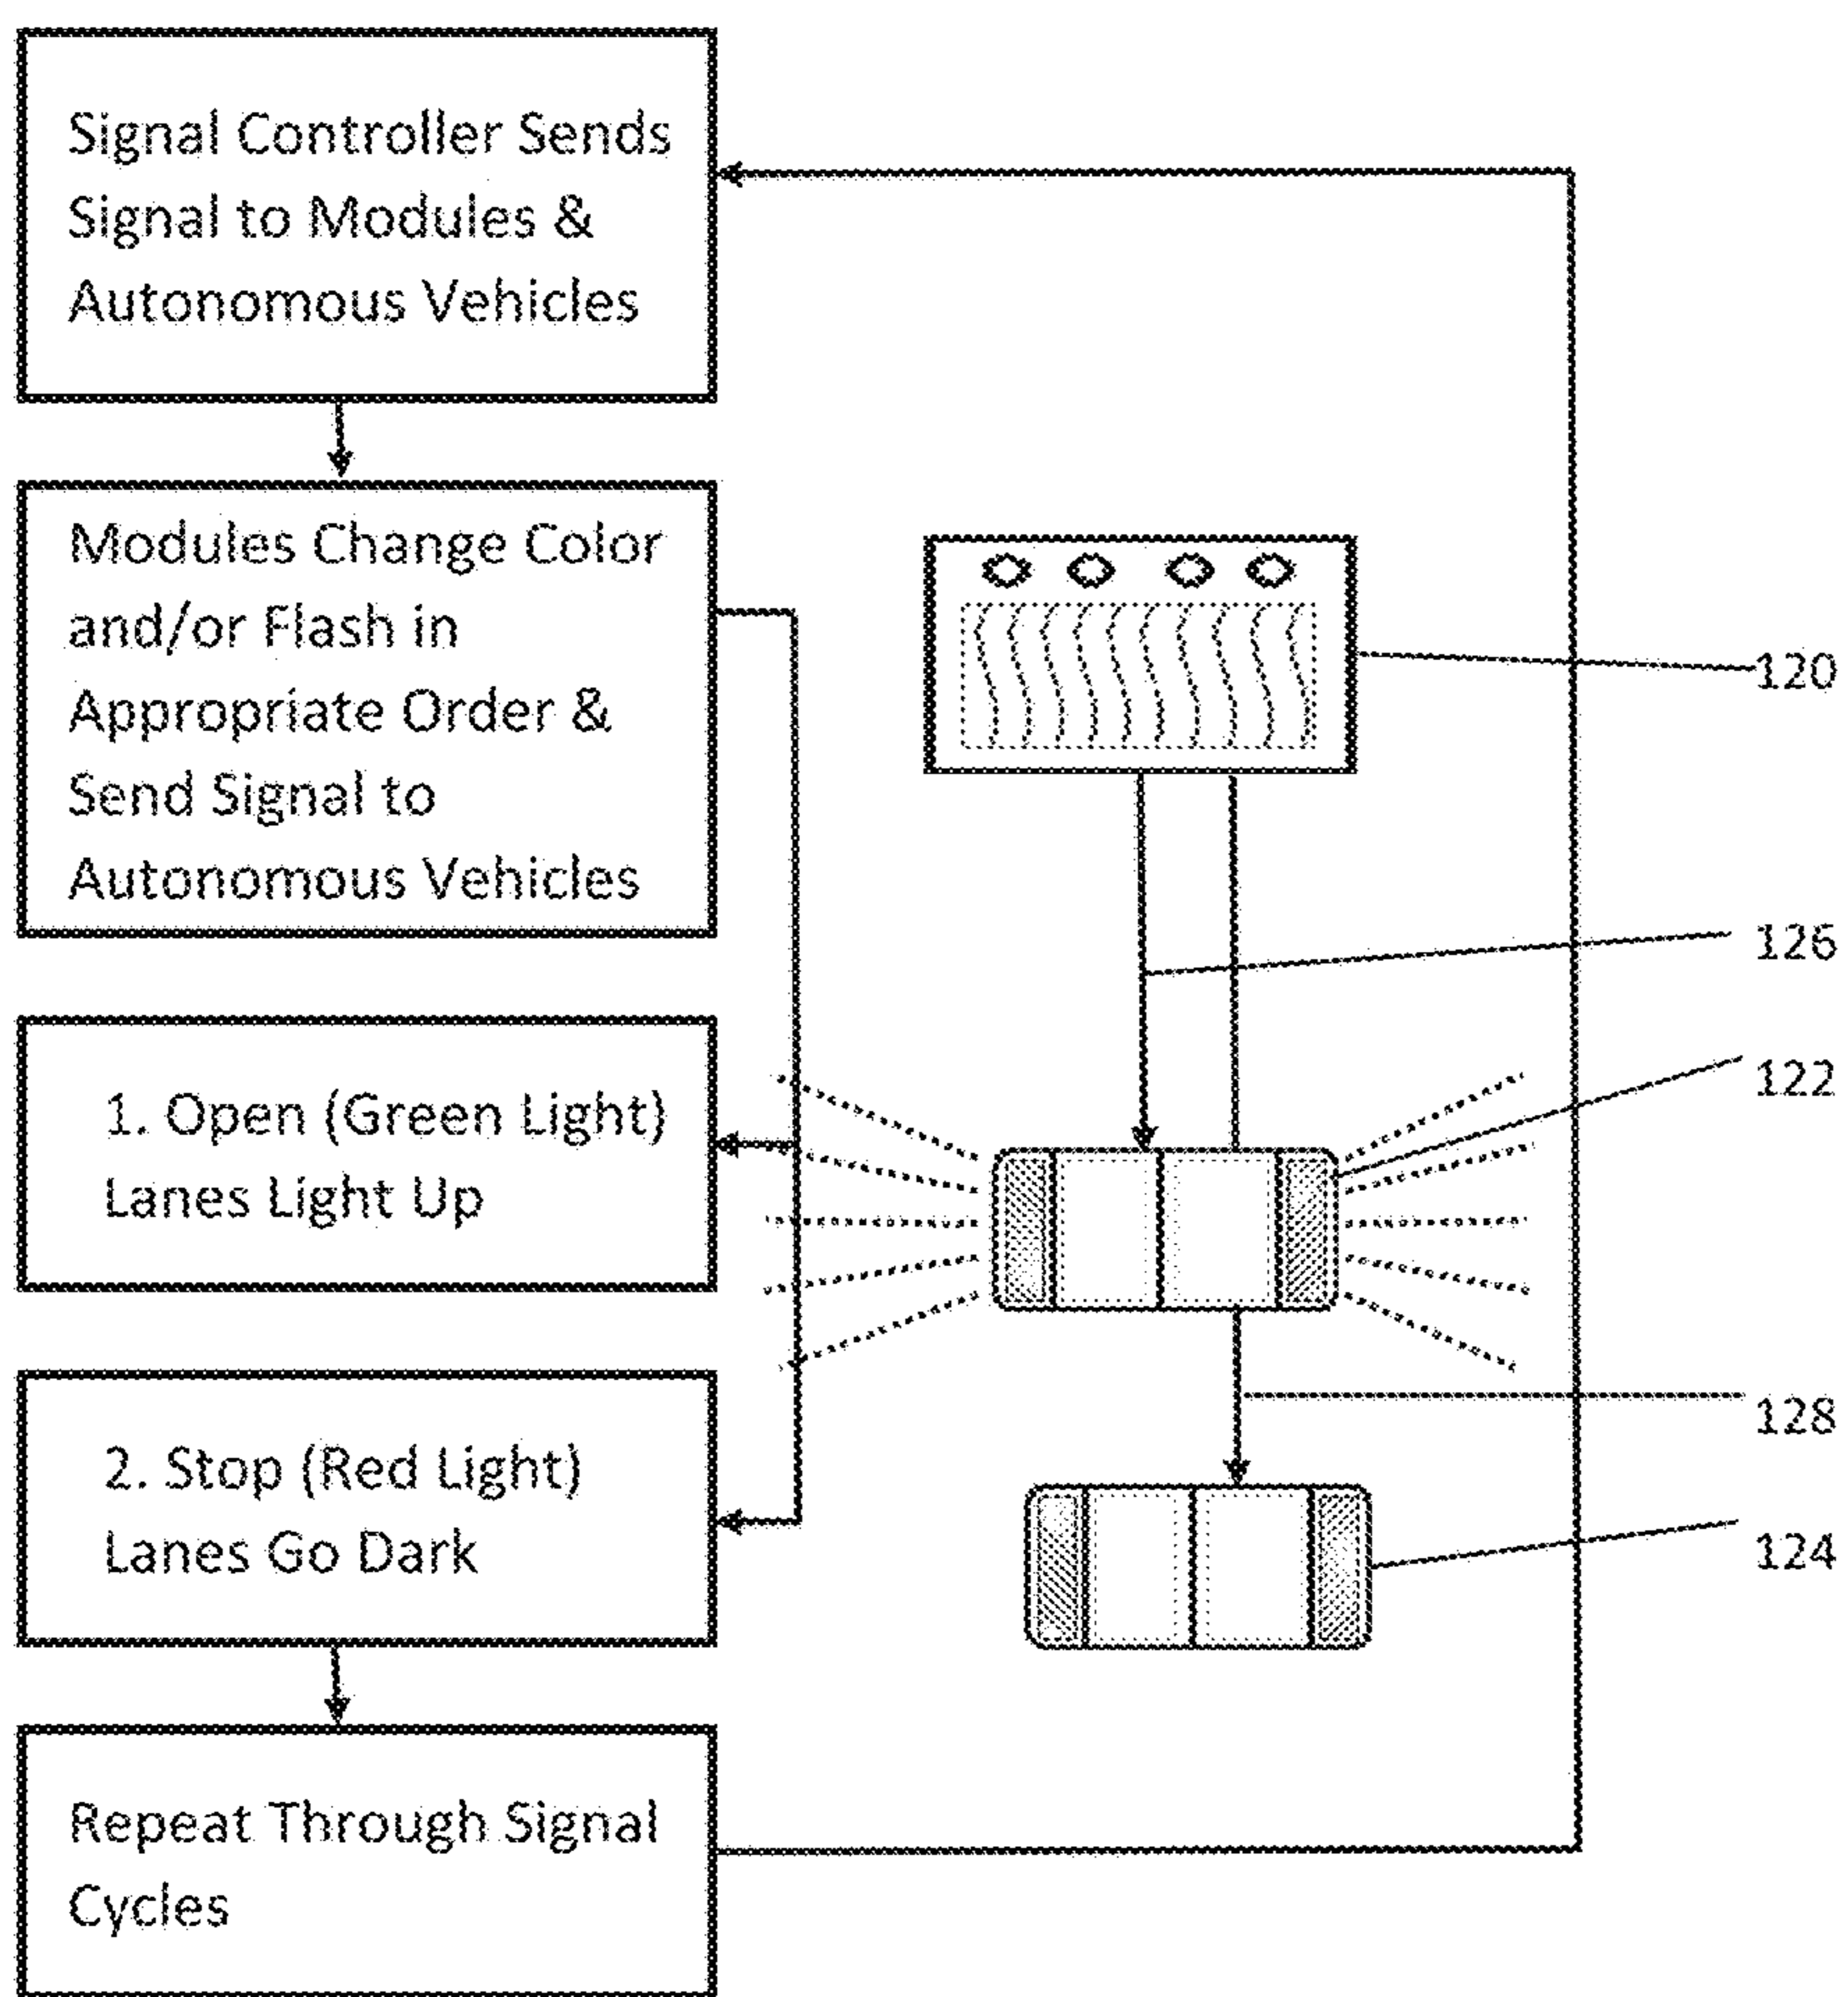 Signal Controller Sends
Signal to Modules &
Autonomous Vehicles
Modules Change Color
and/or Flash in
Appropriate Order &
Send Signal to
Autonomous Vehicles
1. Open (Green Light)
Lanes Light Up
2. Stop (Red Light)
Lanes Go Dark
Repeat Through Signal
Cycles
120
126
122
128
124